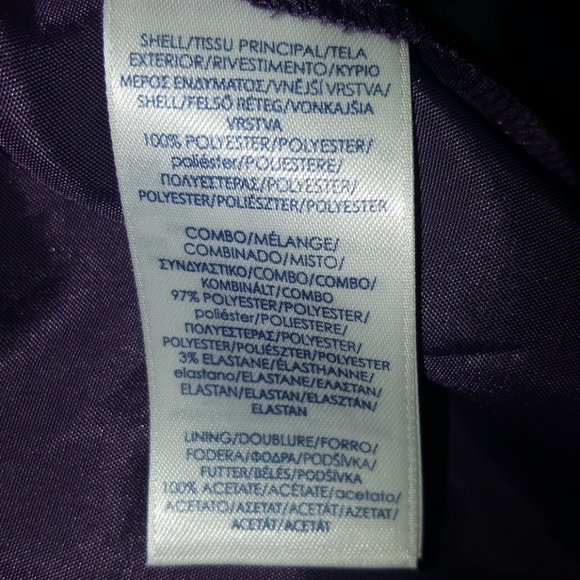 SHELL/TISSU PRINCIPAL/TELA
EXTERIOR/RIVESTIMENTO/ΚΥΡΙΟ
ΜΕΡΟΣ ΕΝΔΥΜΑΤΟΣ/VNĚJŠÍ VRSTVA/
SHELL/FELSŐ RÉTEG/VONKAJŠIA
VRSTVA
100% POLYESTER/POLYESTER/
poliéster/POLIESTERE/
ΠΟΛΥΕΣΤΕΡΑΣ/POLYESTER/
POLYESTER/POLIÉSZTER/POLYESTER
COMBO/MÉLANGE/
COMBINADO/MISTO/
ΣΥΝΔΥΑΣΤΙΚΟ/COMBO/COMBO/
KOMBINÁLT/COMBO
97% POLYESTER/POLYESTER/
poliéster/POLIESTERE/
ΠΟΛΥΕΣΤΕΡΑΣ/POLYESTER/
POLYESTER/POLIÉSZTER/POLYESTER
3% ELASTANE/ÉLASTHANNE/
elastano/ELASTANE/ΕΛΑΣΤΑΝ/
ELASTAN/ELASTAN/ELASZTÁN/
ELASTAN
LINING/DOUBLURE/FORRO/
FODERA/ΦΟΔΡΑ/PODŠÍVKA/
FUTTER/BÉLÉS/PODŠÍVKA
100% ACETATE/ACÉTATE/acetato/
ACETATO/ΑΣΕΤΑΤ/ACETÁT/AZETAT/
ACETÁT/ACETÁT